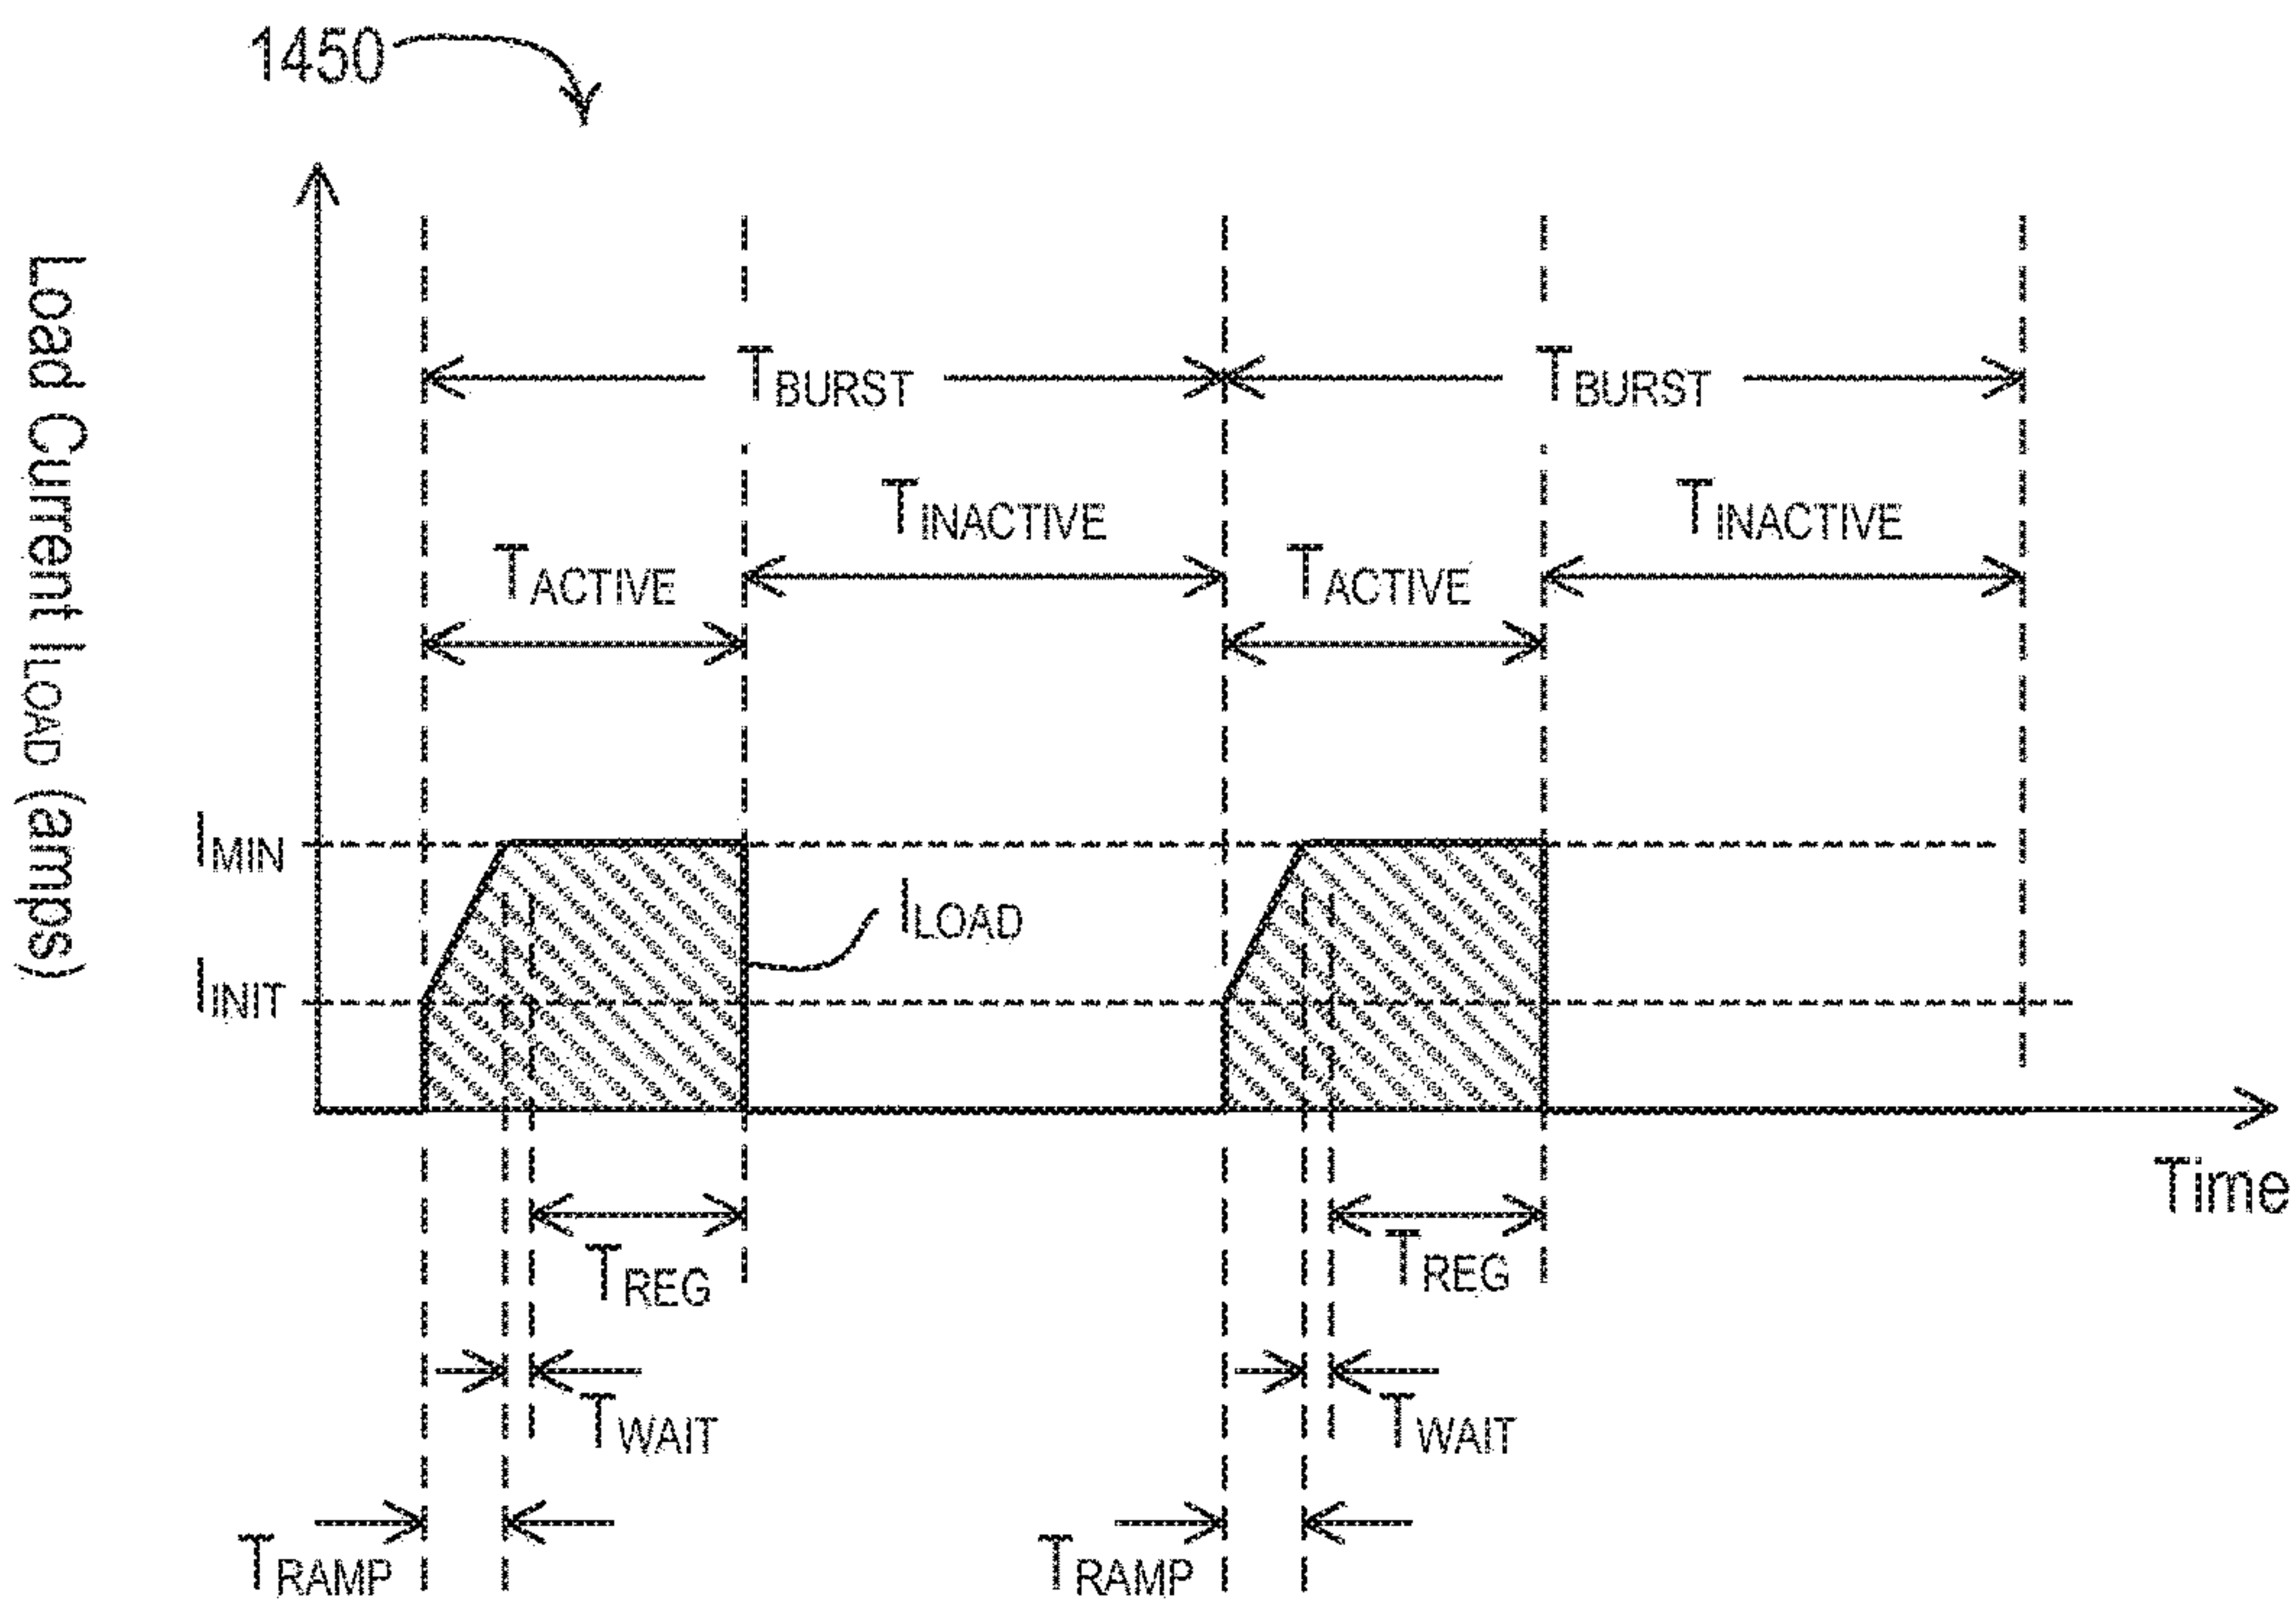 1450
Load Current ILOAD (amps)
TBURST
TBURST
TINACTIVE
TINACTIVE
TACTIVE
TACTIVE
IMIN
ILOAD
IINIT
Time
TREG
TREG
TWAIT
TWAIT
TRAMP
TRAMP